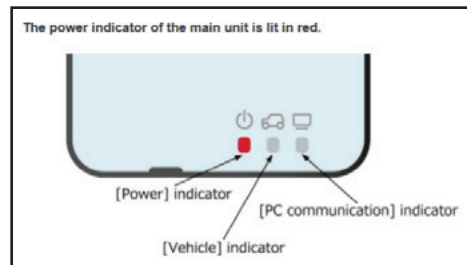 The power indicator of the main unit is lit in red.
[Power] indicator
[PC communication] indicator
[Vehicle] indicator